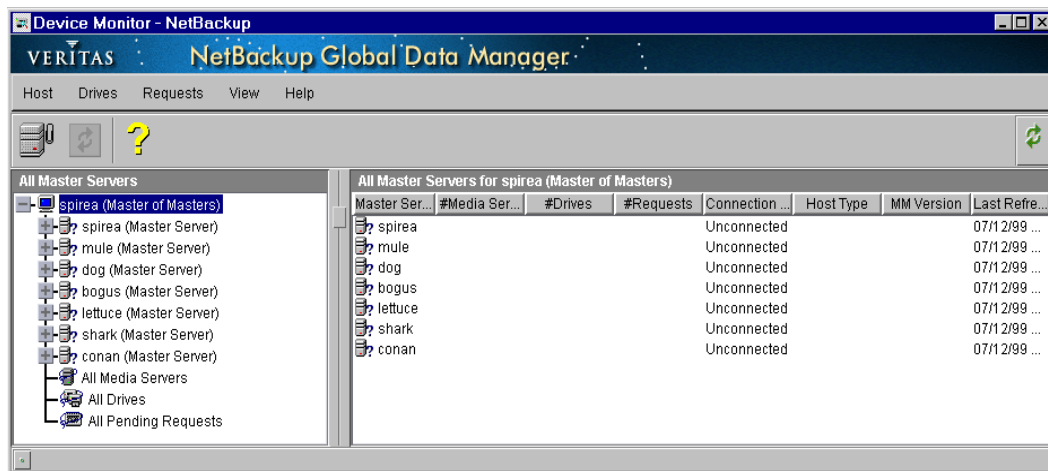 Device Monitor - NetBackup
VERITAS NetBackup Global Data Manager
Host Drives Requests View Help
All Master Servers
spirea (Master of Masters)
spirea (Master Server)
mule (Master Server)
dog (Master Server)
bogus (Master Server)
lettuce (Master Server)
shark (Master Server)
conan (Master Server)
All Media Servers
All Drives
All Pending Requests
All Master Servers for spirea (Master of Masters)
Master Ser... #Media Ser... #Drives #Requests Connection ... Host Type MM Version Last Refre...
spirea Unconnected 07/12/99 ...
mule Unconnected 07/12/99 ...
dog Unconnected 07/12/99 ...
bogus Unconnected 07/12/99 ...
lettuce Unconnected 07/12/99 ...
shark Unconnected 07/12/99 ...
conan Unconnected 07/12/99 ...